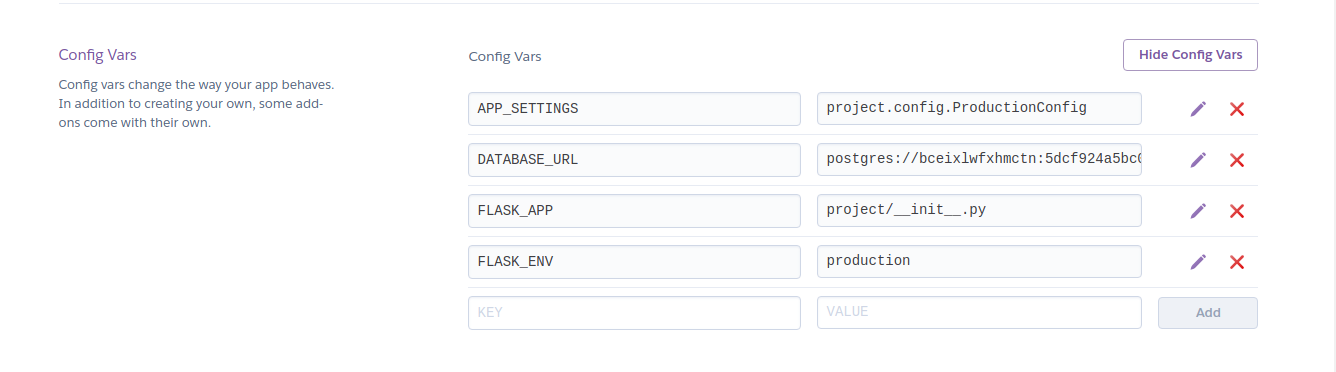 Config Vars
Config vars change the way your app behaves.
In addition to creating your own, some add-
ons come with their own.
Config Vars
Hide Config Vars
APP_SETTINGS project.config.ProductionConfig
DATABASE_URL postgres://bceixlwfxhmctn:5dcf924a5bc
FLASK_APP project/__init__.py
FLASK_ENV production
KEY VALUE Add